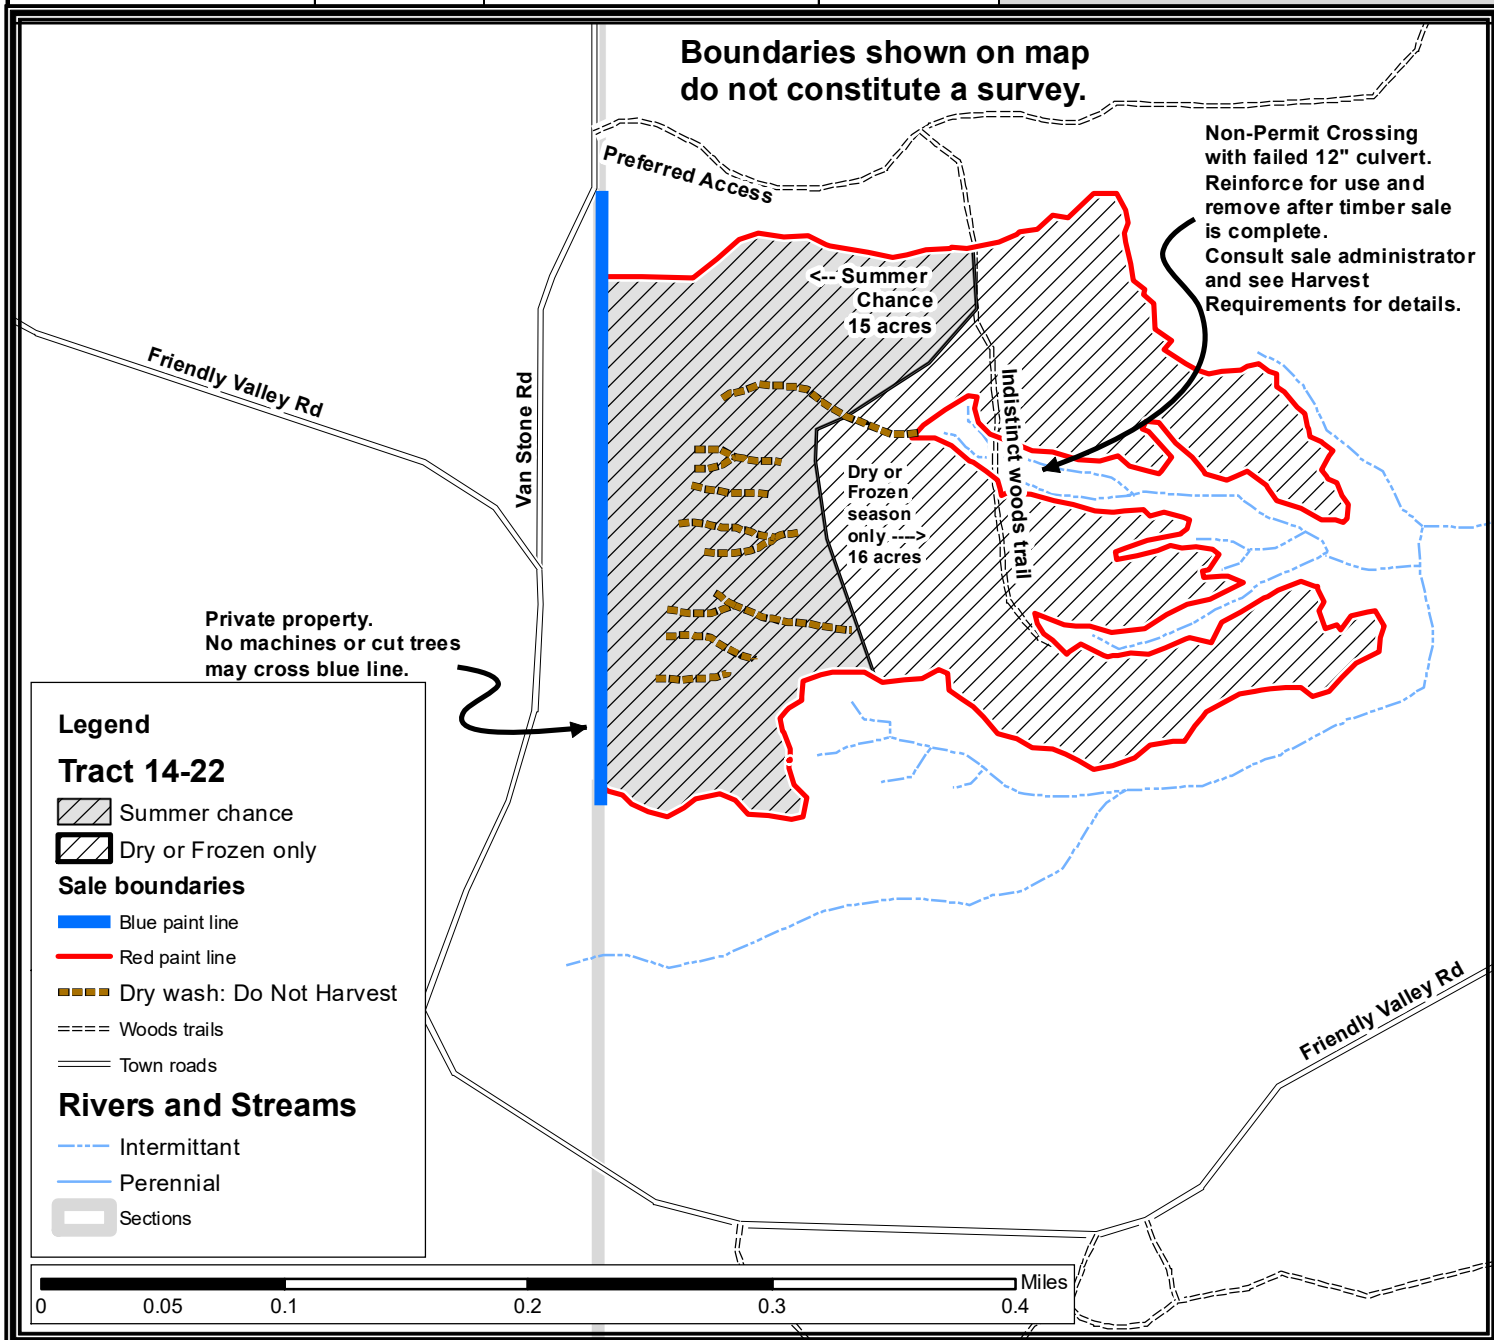 Boundaries shown on map
do not constitute a survey.
Non-Permit Crossing
with failed 12" culvert.
Reinforce for use and
remove after timber sale
is complete.
Consult sale administrator
and see Harvest
Requirements for details.
Preferred Access
<-- Summer
Chance
15 acres
Friendly Valley Rd
Van Stone Rd
Indistinct woods trail
Dry or
Frozen
season
only ---->
16 acres
Private property.
No machines or cut trees
may cross blue line.
Legend
Tract 14-22
Summer chance
Dry or Frozen only
Sale boundaries
Blue paint line
Red paint line
Dry wash: Do Not Harvest
Woods trails
Town roads
Rivers and Streams
Intermittant
Perennial
Sections
Friendly Valley Rd
Miles
0 0.05 0.1 0.2 0.3 0.4